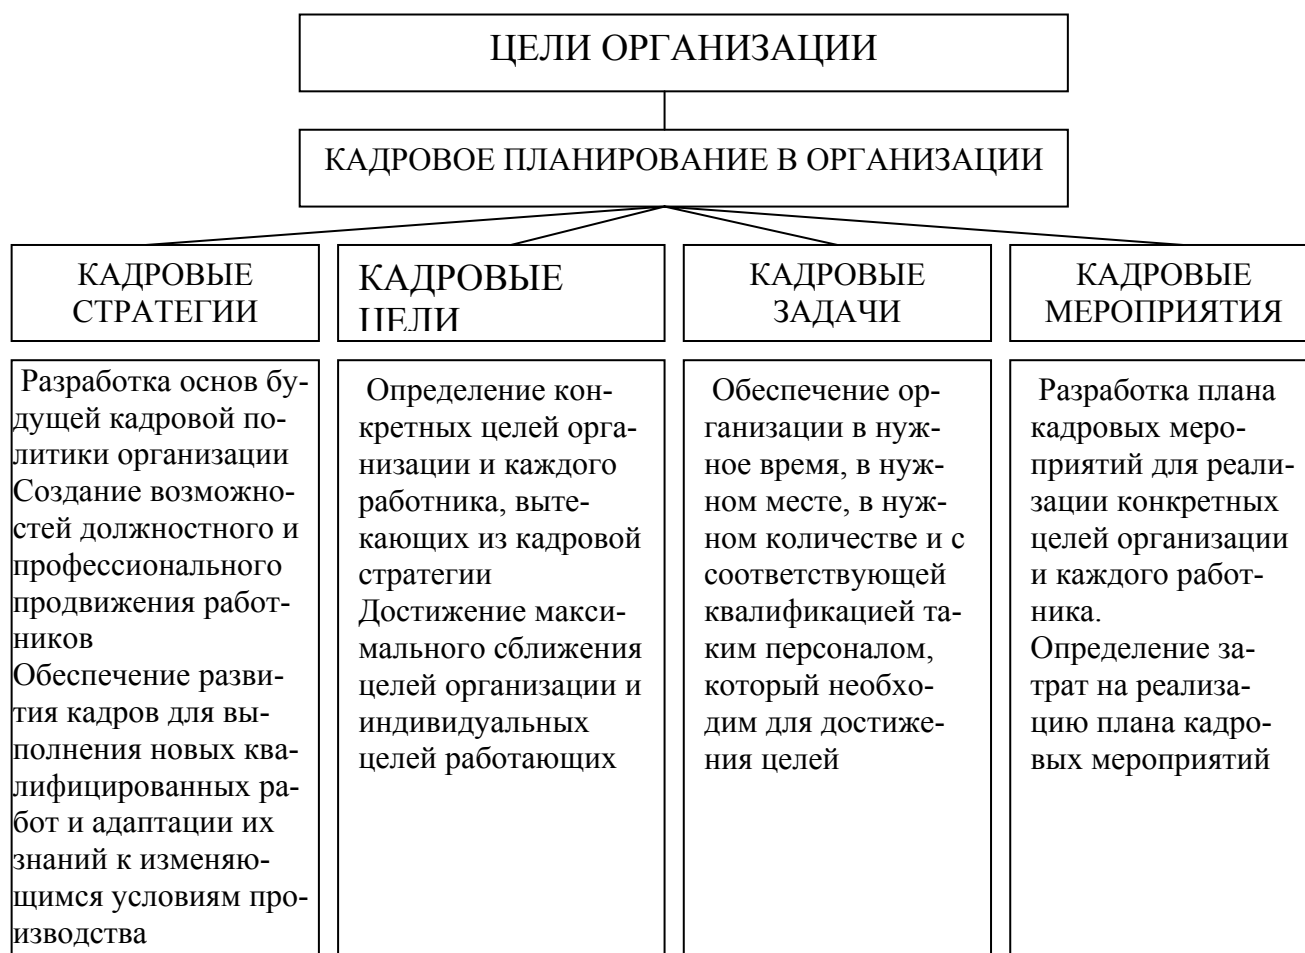 ЦЕЛИ ОРГАНИЗАЦИИ
КАДРОВОЕ ПЛАНИРОВАНИЕ В ОРГАНИЗАЦИИ
КАДРОВЫЕ
СТРАТЕГИИ
КАДРОВЫЕ
ЦЕЛИ
КАДРОВЫЕ
ЗАДАЧИ
КАДРОВЫЕ
МЕРОПРИЯТИЯ
Разработка основ бу-
дущей кадровой по-
литики организации
Создание возможно-
стей должностного и
профессионального
продвижения работ-
ников
Обеспечение разви-
тия кадров для вы-
полнения новых ква-
лифицированных ра-
бот и адаптации их
знаний к изменяю-
щимся условиям про-
изводства
Определение кон-
кретных целей орга-
низации и каждого
работника, выте-
кающих из кадровой
стратегии
Достижение макси-
мального сближения
целей организации и
индивидуальных
целей работающих
Обеспечение ор-
ганизации в нуж-
ное время, в нуж-
ном месте, в нуж-
ном количестве и с
соответствующей
квалификацией та-
ким персоналом,
который необхо-
дим для достиже-
ния целей
Разработка плана
кадровых меро-
приятий для реали-
зации конкретных
целей организации
и каждого работ-
ника.
Определение за-
трат на реализа-
цию плана кадро-
вых мероприятий